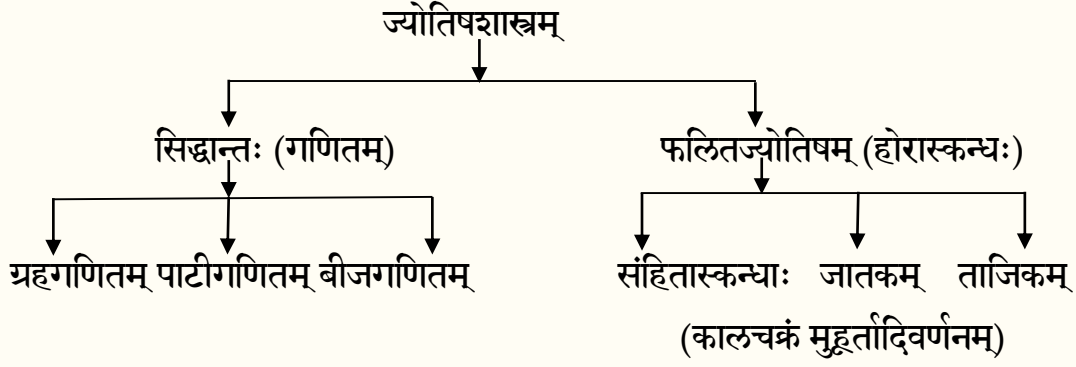 ज्योतिषशास्त्रम्
सिद्धान्तः (गणितम्) फलितज्योतिषम् (होरास्कन्धः)
ग्रहगणितम् पाटीगणितम् बीजगणितम् संहितास्कन्धाः जातकम् ताजिकम्
(कालचक्रं मुहूर्तादिवर्णनम्)